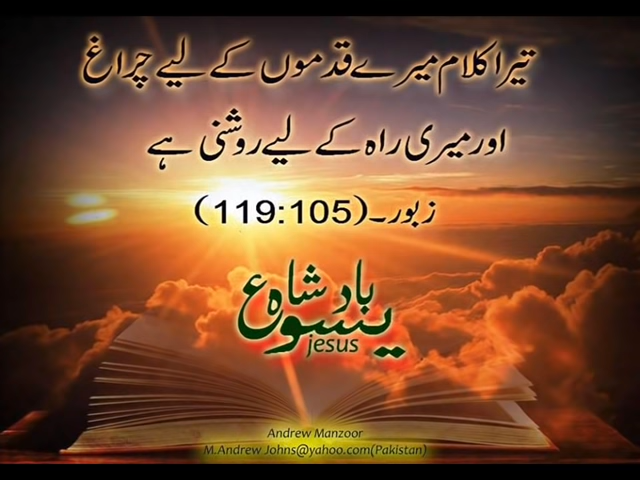 تیرا کلام میرے قدموں کے لیے چراغ
اور میری راہ کے لیے روشنی ہے
زبور۔(119:105)
بادشاہ
یسوع
jesus
Andrew Manzoor
M.Andrew.Johns@yahoo.com(Pakistan)